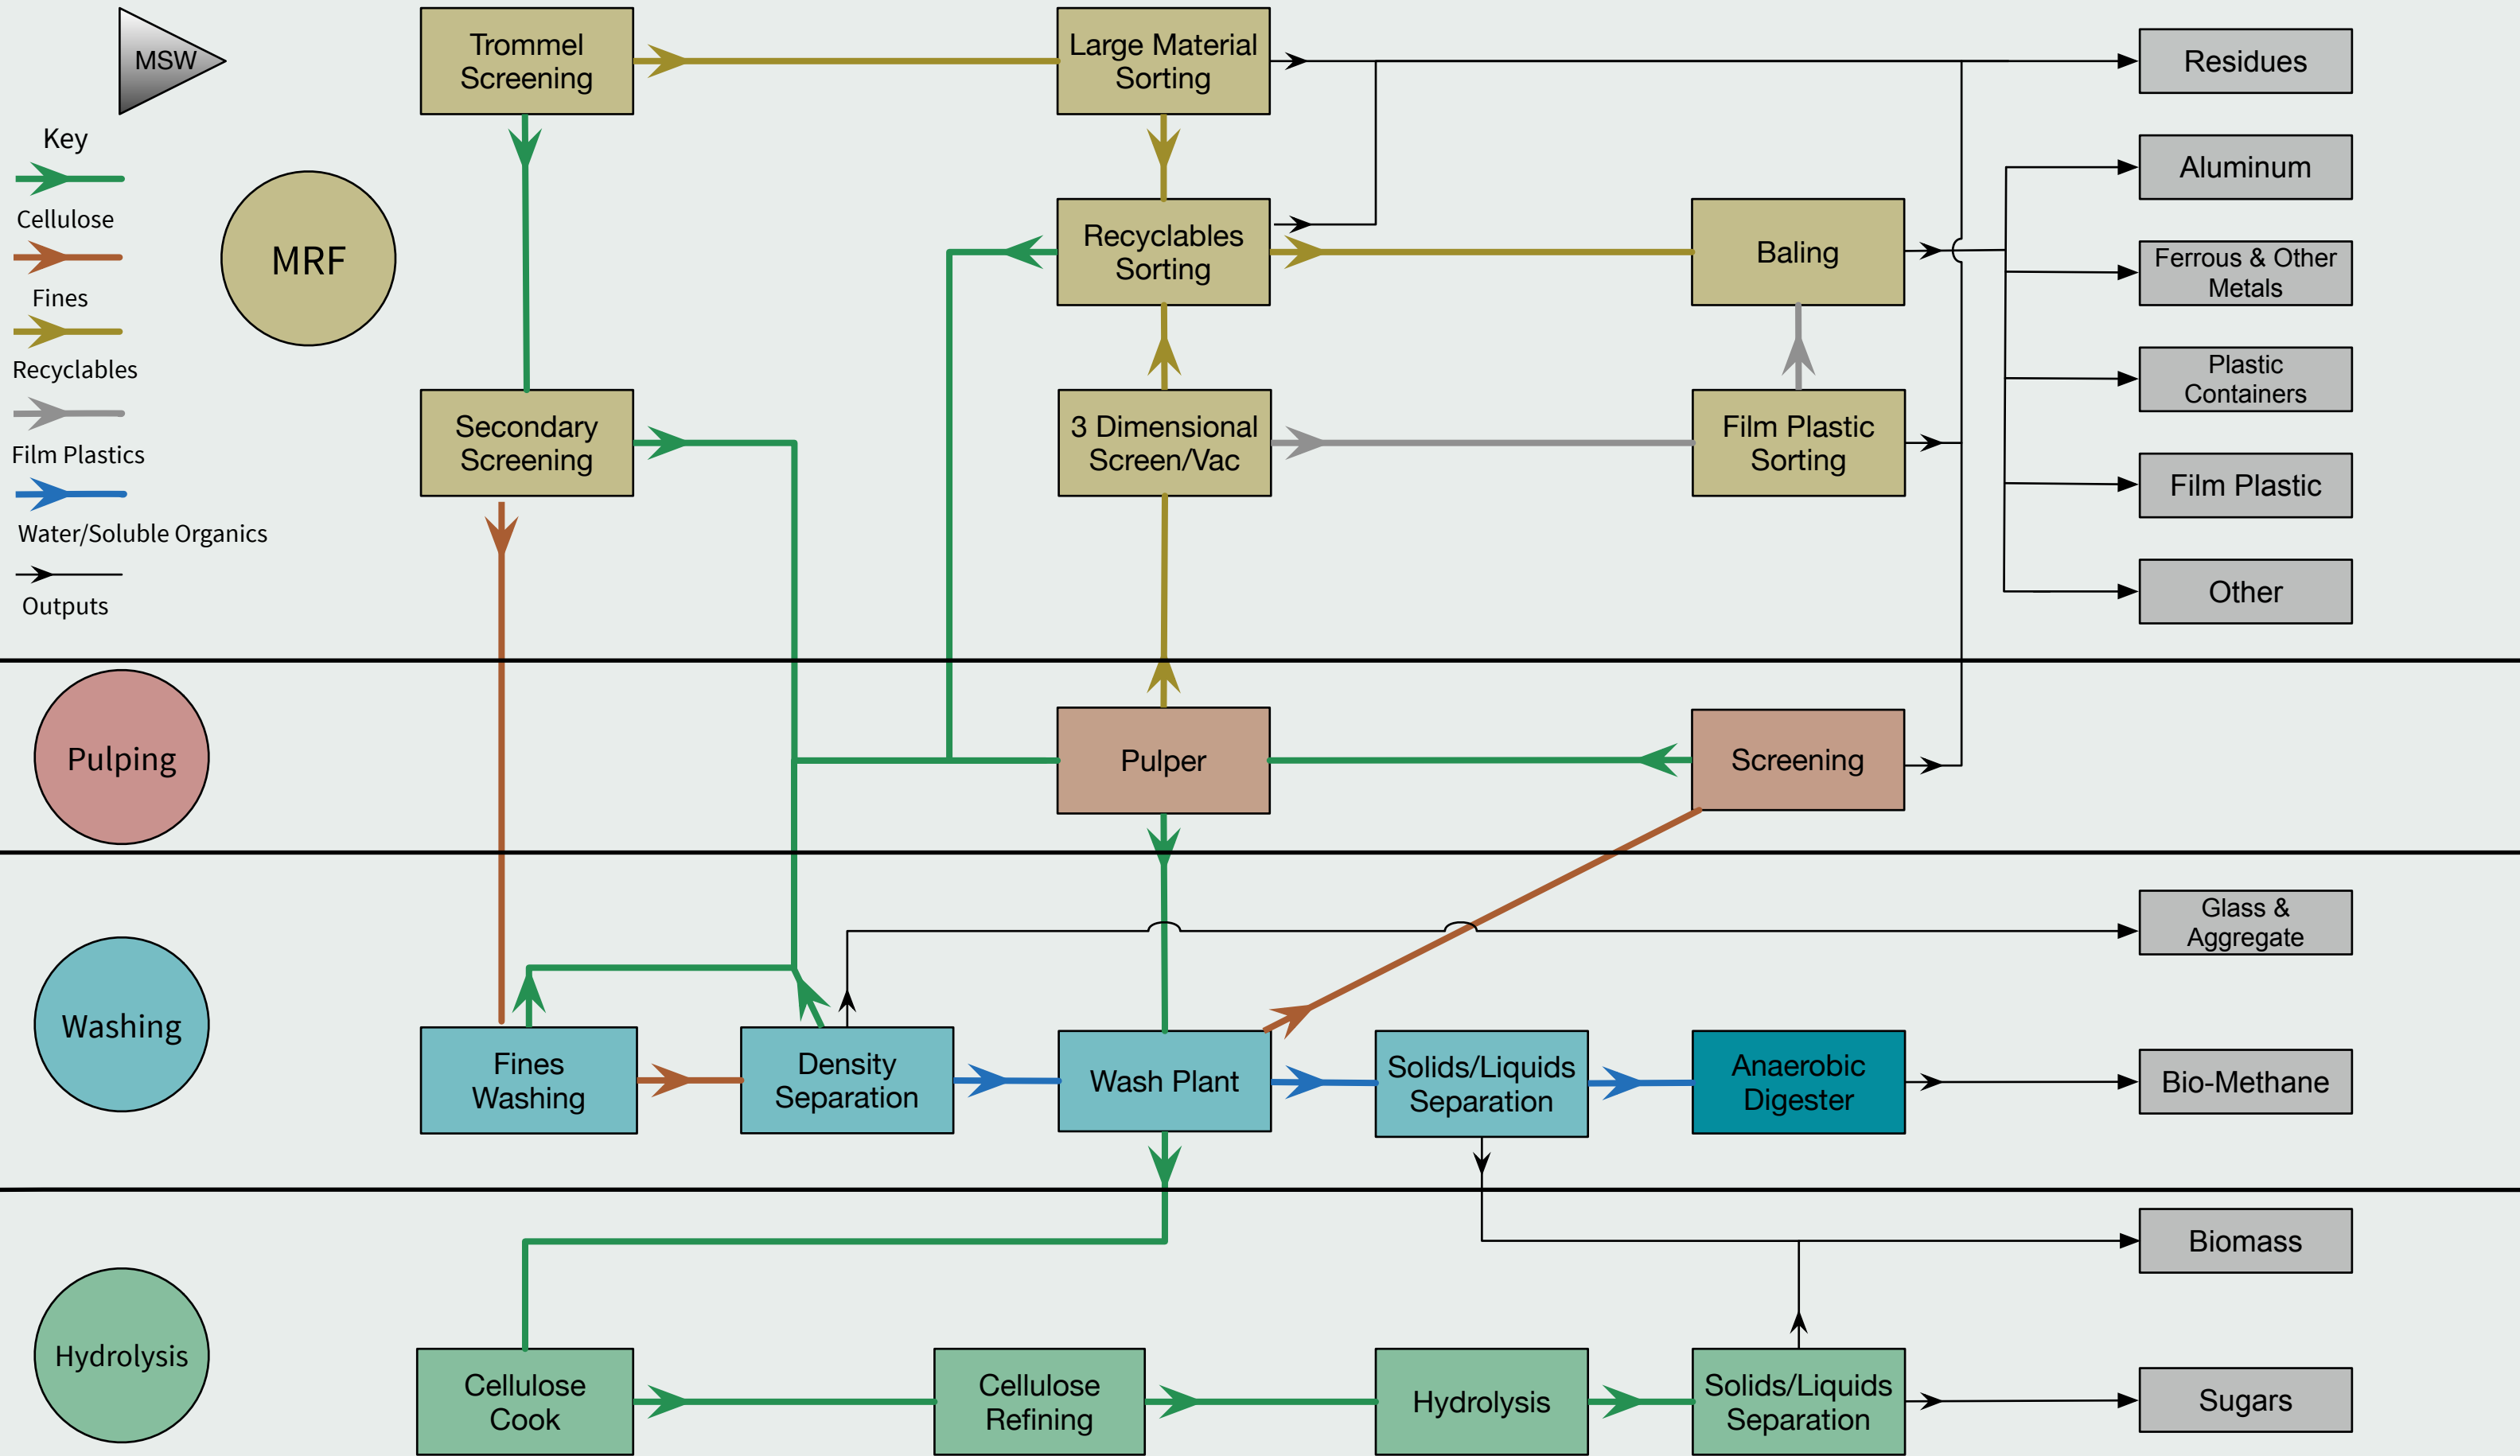 MSW
Trommel
Screening
Large Material
Sorting
Residues
Key
Cellulose
Fines
Recyclables
Film Plastics
Water/Soluble Organics
Outputs
MRF
Aluminum
Recyclables
Sorting
Baling
Ferrous & Other
Metals
Plastic
Containers
Secondary
Screening
3 Dimensional
Screen/Vac
Film Plastic
Sorting
Film Plastic
Other
Pulping
Pulper
Screening
Glass &
Aggregate
Washing
Fines
Washing
Density
Separation
Wash Plant
Solids/Liquids
Separation
Anaerobic
Digester
Bio-Methane
Biomass
Hydrolysis
Cellulose
Cook
Cellulose
Refining
Hydrolysis
Solids/Liquids
Separation
Sugars